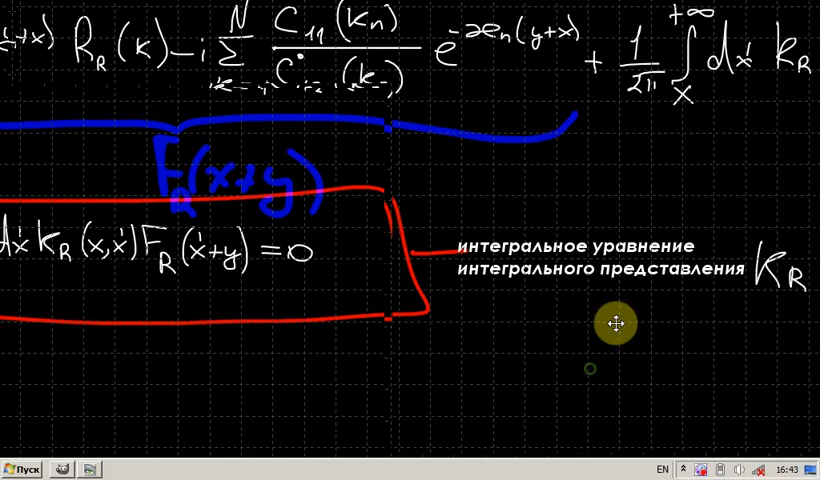 R_R(k) - i Σ^N C_11(k_n) / Ċ e^{-æ_n(y+x)} + 1/2π ∫_x^{+∞} dx' K_R
F_R(x+y)
dx' K_R(x,x') F_R(x'+y) = 0
интегральное уравнение
интегрального представления K_R
Пуск
EN
16:43